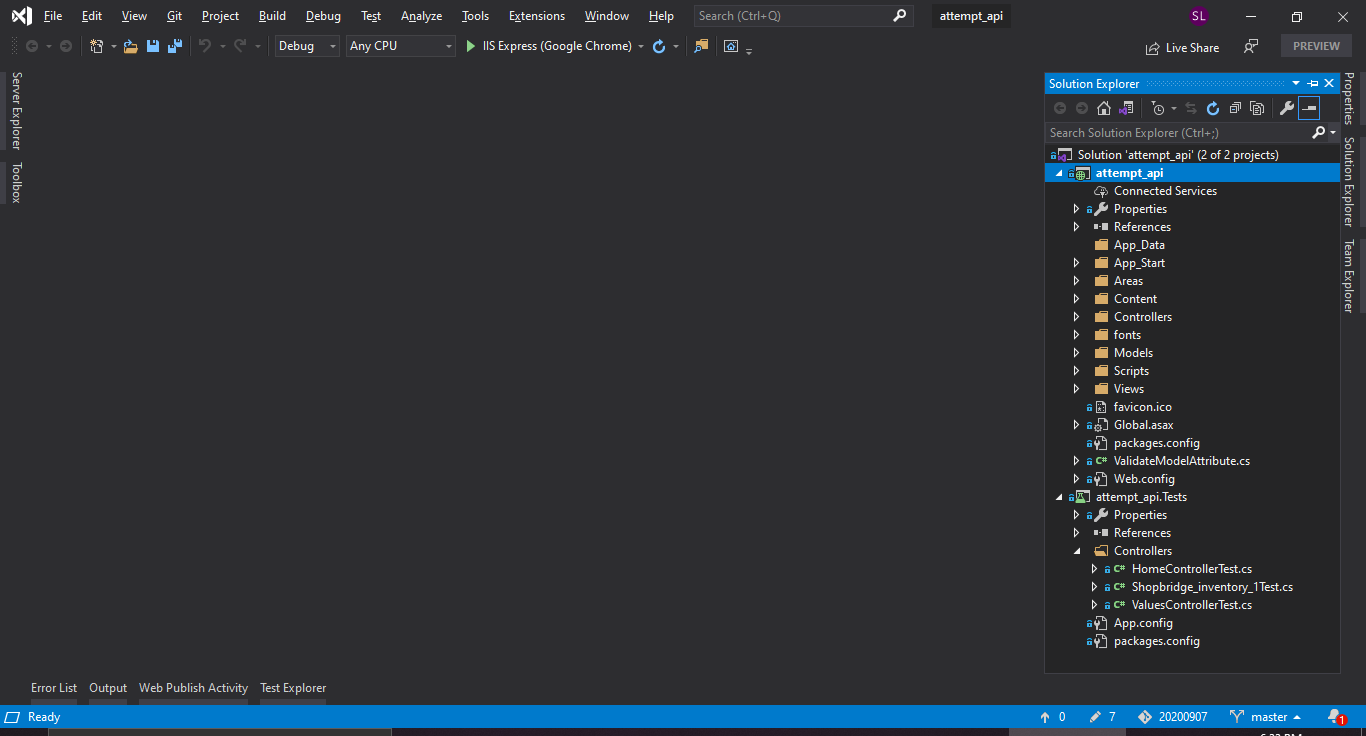 File Edit View Git Project Build Debug Test Analyze Tools Extensions Window Help Search (Ctrl+Q) attempt_api SL
Debug Any CPU IIS Express (Google Chrome) Live Share PREVIEW
Server Explorer
Toolbox
Solution Explorer
Search Solution Explorer (Ctrl+;)
Solution 'attempt_api' (2 of 2 projects)
attempt_api
Connected Services
Properties
References
App_Data
App_Start
Areas
Content
Controllers
fonts
Models
Scripts
Views
favicon.ico
Global.asax
packages.config
C# ValidateModelAttribute.cs
Web.config
attempt_api.Tests
Properties
References
Controllers
C# HomeControllerTest.cs
C# Shopbridge_inventory_1Test.cs
C# ValuesControllerTest.cs
App.config
packages.config
Properties
Solution Explorer
Team Explorer
Error List Output Web Publish Activity Test Explorer
Ready 0 7 20200907 master 1